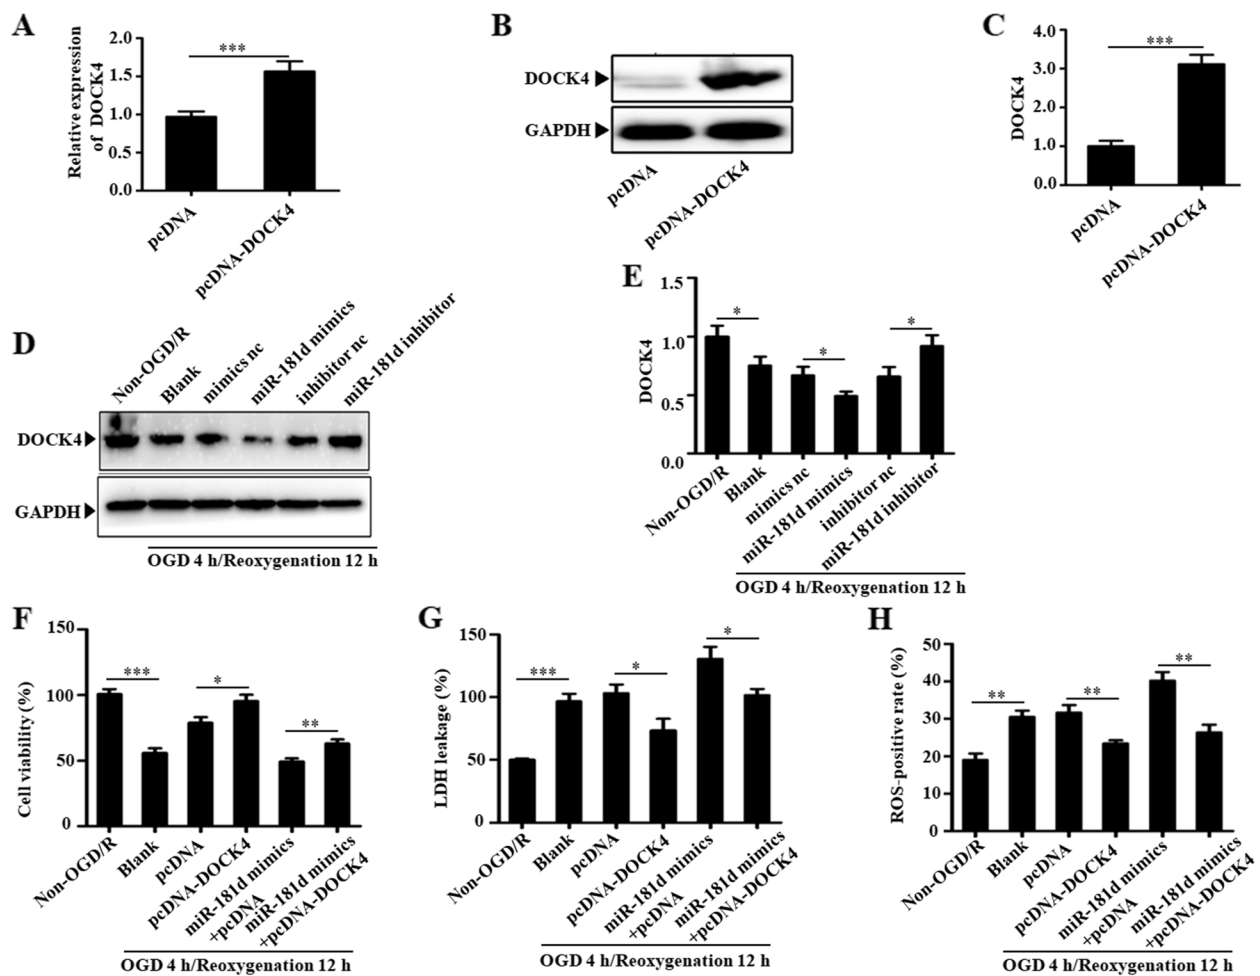 A
Relative expression
of DOCK4
2.0
1.5
1.0
0.5
0.0
***
pcDNA
pcDNA-DOCK4
B
DOCK4
GAPDH
pcDNA
pcDNA-DOCK4
C
DOCK4
4.0
3.0
2.0
1.0
0.0
***
pcDNA
pcDNA-DOCK4
D
Non-OGD/R
Blank
mimics nc
miR-181d mimics
inhibitor nc
miR-181d inhibitor
DOCK4
GAPDH
OGD 4 h/Reoxygenation 12 h
E
DOCK4
1.5
1.0
0.5
0.0
*
*
*
Non-OGD/R
Blank
mimics nc
miR-181d mimics
inhibitor nc
miR-181d inhibitor
OGD 4 h/Reoxygenation 12 h
F
Cell viability (%)
150
100
50
0
***
*
**
Non-OGD/R
Blank
pcDNA
pcDNA-DOCK4
miR-181d mimics
+pcDNA
miR-181d mimics
+pcDNA-DOCK4
OGD 4 h/Reoxygenation 12 h
G
LDH leakage (%)
150
100
50
0
***
*
*
Non-OGD/R
Blank
pcDNA
pcDNA-DOCK4
miR-181d mimics
+pcDNA
miR-181d mimics
+pcDNA-DOCK4
OGD 4 h/Reoxygenation 12 h
H
ROS-positive rate (%)
50
40
30
20
10
0
**
**
**
Non-OGD/R
Blank
pcDNA
pcDNA-DOCK4
miR-181d mimics
+pcDNA
miR-181d mimics
+pcDNA-DOCK4
OGD 4 h/Reoxygenation 12 h